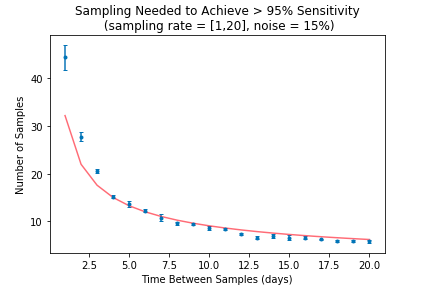 Sampling Needed to Achieve > 95% Sensitivity
(sampling rate = [1,20], noise = 15%)
Number of Samples
40
30
20
10
2.5 5.0 7.5 10.0 12.5 15.0 17.5 20.0
Time Between Samples (days)